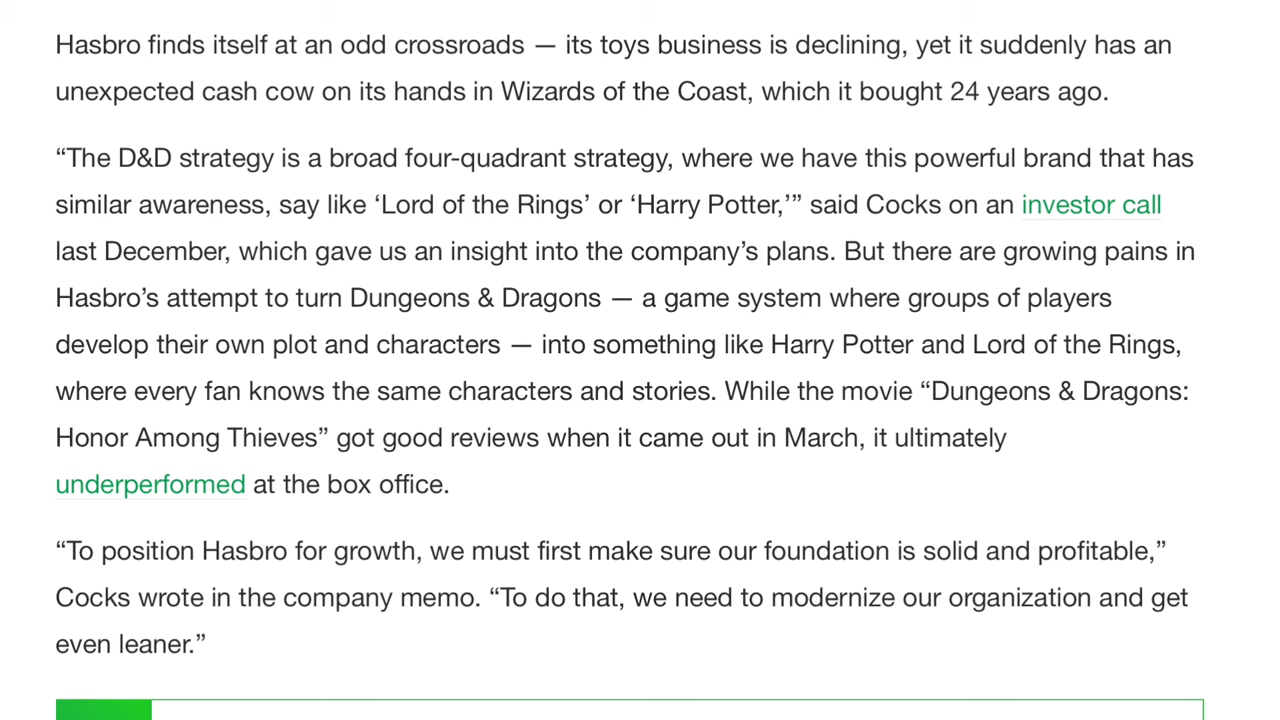 Hasbro finds itself at an odd crossroads — its toys business is declining, yet it suddenly has an
unexpected cash cow on its hands in Wizards of the Coast, which it bought 24 years ago.
“The D&D strategy is a broad four-quadrant strategy, where we have this powerful brand that has
similar awareness, say like ‘Lord of the Rings’ or ‘Harry Potter,’” said Cocks on an investor call
last December, which gave us an insight into the company’s plans. But there are growing pains in
Hasbro’s attempt to turn Dungeons & Dragons — a game system where groups of players
develop their own plot and characters — into something like Harry Potter and Lord of the Rings,
where every fan knows the same characters and stories. While the movie “Dungeons & Dragons:
Honor Among Thieves” got good reviews when it came out in March, it ultimately
underperformed at the box office.
“To position Hasbro for growth, we must first make sure our foundation is solid and profitable,”
Cocks wrote in the company memo. “To do that, we need to modernize our organization and get
even leaner.”